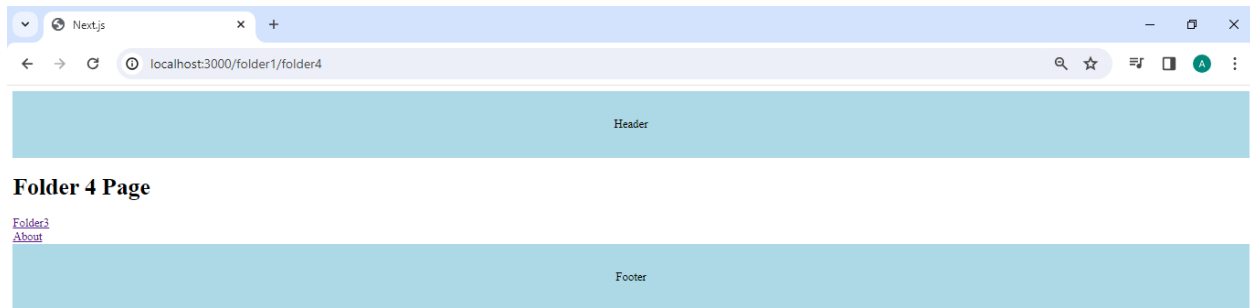 Next.js
localhost:3000/folder1/folder4
A
Header
Folder 4 Page
Folder3
About
Footer